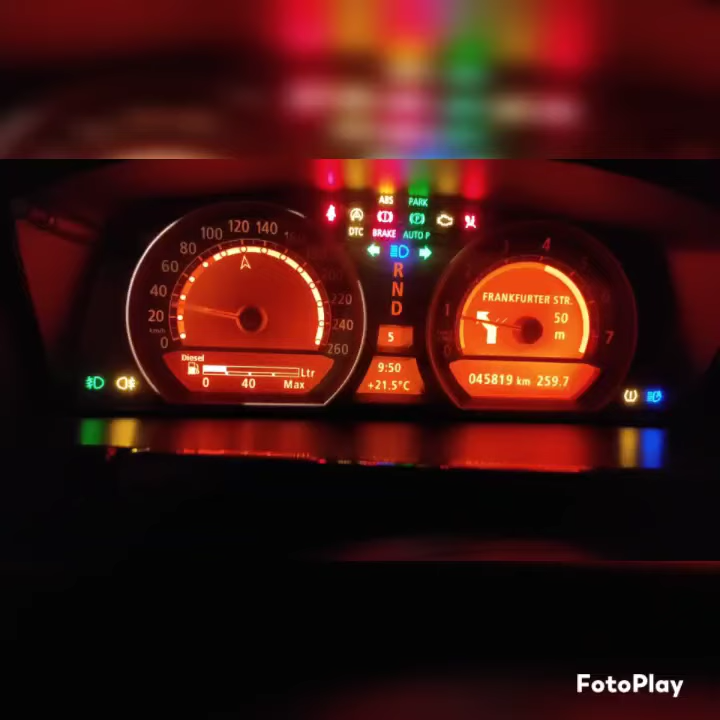 ABS PARK
DTC BRAKE AUTO P
0 20 40 60 80 100 120 140 220 240 260
km/h
Diesel
Ltr
0 40 Max
R
N
D
5
9:50
+21.5°C
1 4 7
FRANKFURTER STR.
50
m
045819 km 259.7
FotoPlay